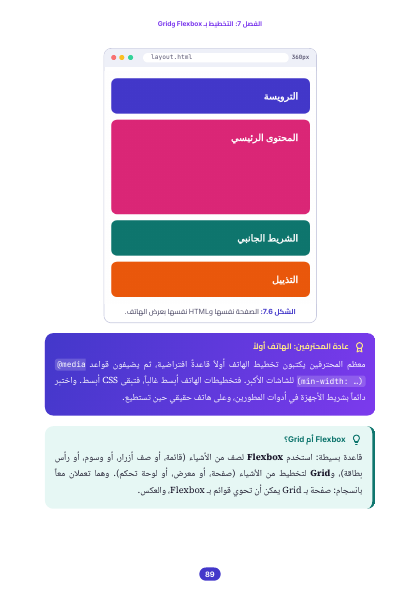 الفصل 7: التخطيط بـ Flexbox وGrid
layout.html
360px
الترويسة
المحتوى الرئيسي
الشريط الجانبي
التذييل
الشكل 7.6: الصفحة نفسها وHTML نفسها بعرض الهاتف.
عادة المحترفين: الهاتف أولاً
معظم المحترفين يكتبون تخطيط الهاتف أولاً قاعدةً افتراضية، ثم يضيفون قواعد @media
(min-width: …) للشاشات الأكبر. فتخطيطات الهاتف أبسط غالباً، فتبقى CSS أبسط. واختبر
دائماً بشريط الأجهزة في أدوات المطورين، وعلى هاتف حقيقي حين تستطيع.
Flexbox أم Grid؟
قاعدة بسيطة: استخدم Flexbox لصف من الأشياء (قائمة، أو صف أزرار، أو وسوم، أو رأس
بطاقة)، وGrid لتخطيط من الأشياء (صفحة، أو معرض، أو لوحة تحكم). وهما تعملان معاً
بانسجام: صفحة بـ Grid يمكن أن تحوي قوائم بـ Flexbox، والعكس.
89